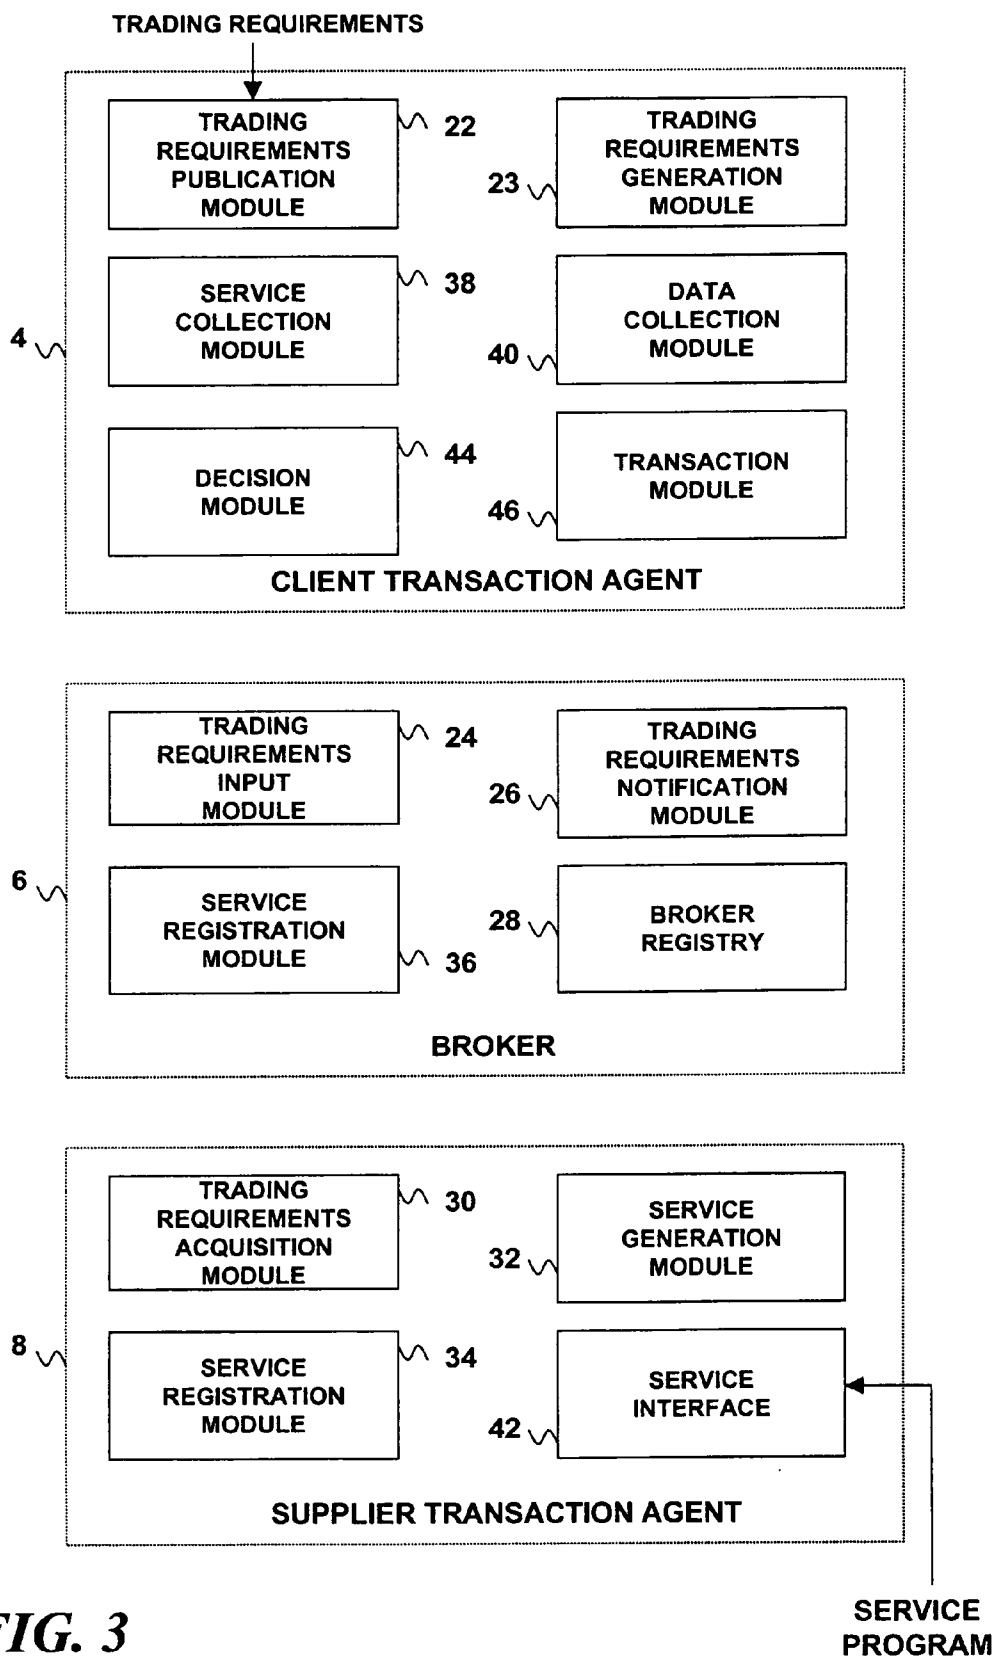 TRADING REQUIREMENTS
TRADING
REQUIREMENTS
PUBLICATION
MODULE
22
TRADING
REQUIREMENTS
GENERATION
MODULE
23
SERVICE
COLLECTION
MODULE
38
DATA
COLLECTION
MODULE
40
4
DECISION
MODULE
44
TRANSACTION
MODULE
46
CLIENT TRANSACTION AGENT
TRADING
REQUIREMENTS
INPUT
MODULE
24
TRADING
REQUIREMENTS
NOTIFICATION
MODULE
26
6
SERVICE
REGISTRATION
MODULE
36
BROKER
REGISTRY
28
BROKER
TRADING
REQUIREMENTS
ACQUISITION
MODULE
30
SERVICE
GENERATION
MODULE
32
8
SERVICE
REGISTRATION
MODULE
34
SERVICE
INTERFACE
42
SUPPLIER TRANSACTION AGENT
SERVICE
PROGRAM
FIG. 3